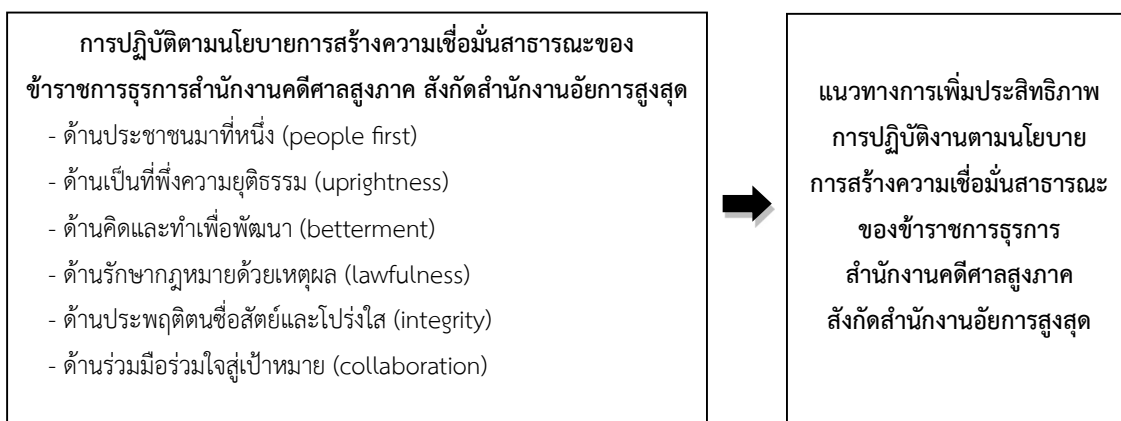 การปฏิบัติตามนโยบายการสร้างความเชื่อมั่นสาธารณะของ
ข้าราชการธุรการสำนักงานคดีศาลสูงภาค สังกัดสำนักงานอัยการสูงสุด
- ด้านประชาชนมาที่หนึ่ง (people first)
- ด้านเป็นที่พึ่งความยุติธรรม (uprightness)
- ด้านคิดและทำเพื่อพัฒนา (betterment)
- ด้านรักษากฎหมายด้วยเหตุผล (lawfulness)
- ด้านประพฤติตนซื่อสัตย์และโปร่งใส (integrity)
- ด้านร่วมมือร่วมใจสู่เป้าหมาย (collaboration)
แนวทางการเพิ่มประสิทธิภาพ
การปฏิบัติงานตามนโยบาย
การสร้างความเชื่อมั่นสาธารณะ
ของข้าราชการธุรการ
สำนักงานคดีศาลสูงภาค
สังกัดสำนักงานอัยการสูงสุด